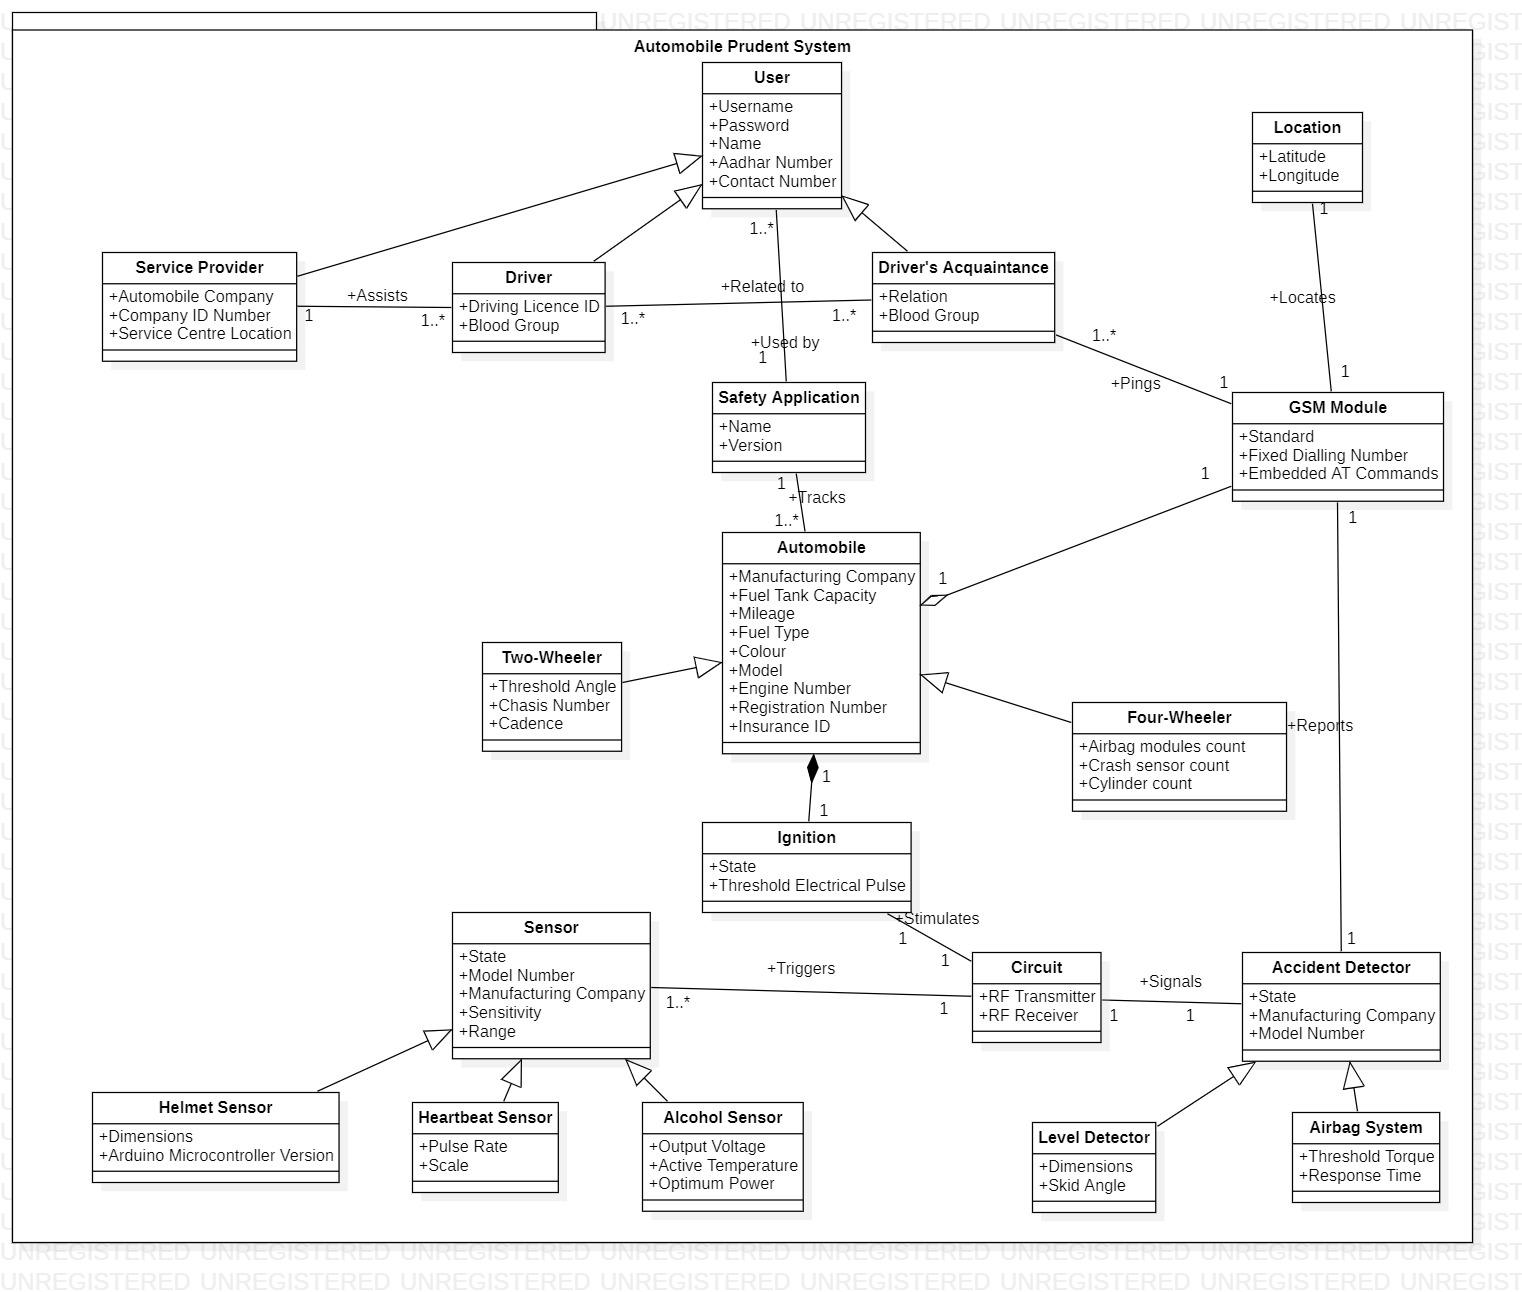 UNREGISTERED UNREGISTERED UNREGISTERED UNREGISTERED UNREGIST
Automobile Prudent System
User
+Username
+Password
+Name
+Aadhar Number
+Contact Number
Location
+Latitude
+Longitude
1
1..*
Service Provider
+Automobile Company
+Company ID Number
+Service Centre Location
+Assists
1
1..*
Driver
+Driving Licence ID
+Blood Group
+Related to
1..*
1..*
Driver's Acquaintance
+Relation
+Blood Group
+Locates
1
+Used by
1
1..*
1
+Pings
Safety Application
+Name
+Version
GSM Module
+Standard
+Fixed Dialling Number
+Embedded AT Commands
1
1
1
+Tracks
1..*
Automobile
+Manufacturing Company
+Fuel Tank Capacity
+Mileage
+Fuel Type
+Colour
+Model
+Engine Number
+Registration Number
+Insurance ID
1
Two-Wheeler
+Threshold Angle
+Chasis Number
+Cadence
Four-Wheeler
+Airbag modules count
+Crash sensor count
+Cylinder count
+Reports
1
1
Ignition
+State
+Threshold Electrical Pulse
+Stimulates
1
1
1
Sensor
+State
+Model Number
+Manufacturing Company
+Sensitivity
+Range
+Triggers
1..*
1
Circuit
+RF Transmitter
+RF Receiver
+Signals
1
1
Accident Detector
+State
+Manufacturing Company
+Model Number
Helmet Sensor
+Dimensions
+Arduino Microcontroller Version
Heartbeat Sensor
+Pulse Rate
+Scale
Alcohol Sensor
+Output Voltage
+Active Temperature
+Optimum Power
Level Detector
+Dimensions
+Skid Angle
Airbag System
+Threshold Torque
+Response Time
UNREGISTERED UNREGISTERED UNREGISTERED UNREGISTERED UNREGISTERED UNREGISTERED UNREGISTERED UNREGIST
UNREGISTERED UNREGISTERED UNREGISTERED UNREGISTERED UNREGISTERED UNREGISTERED UNREGISTERED UNREGIST